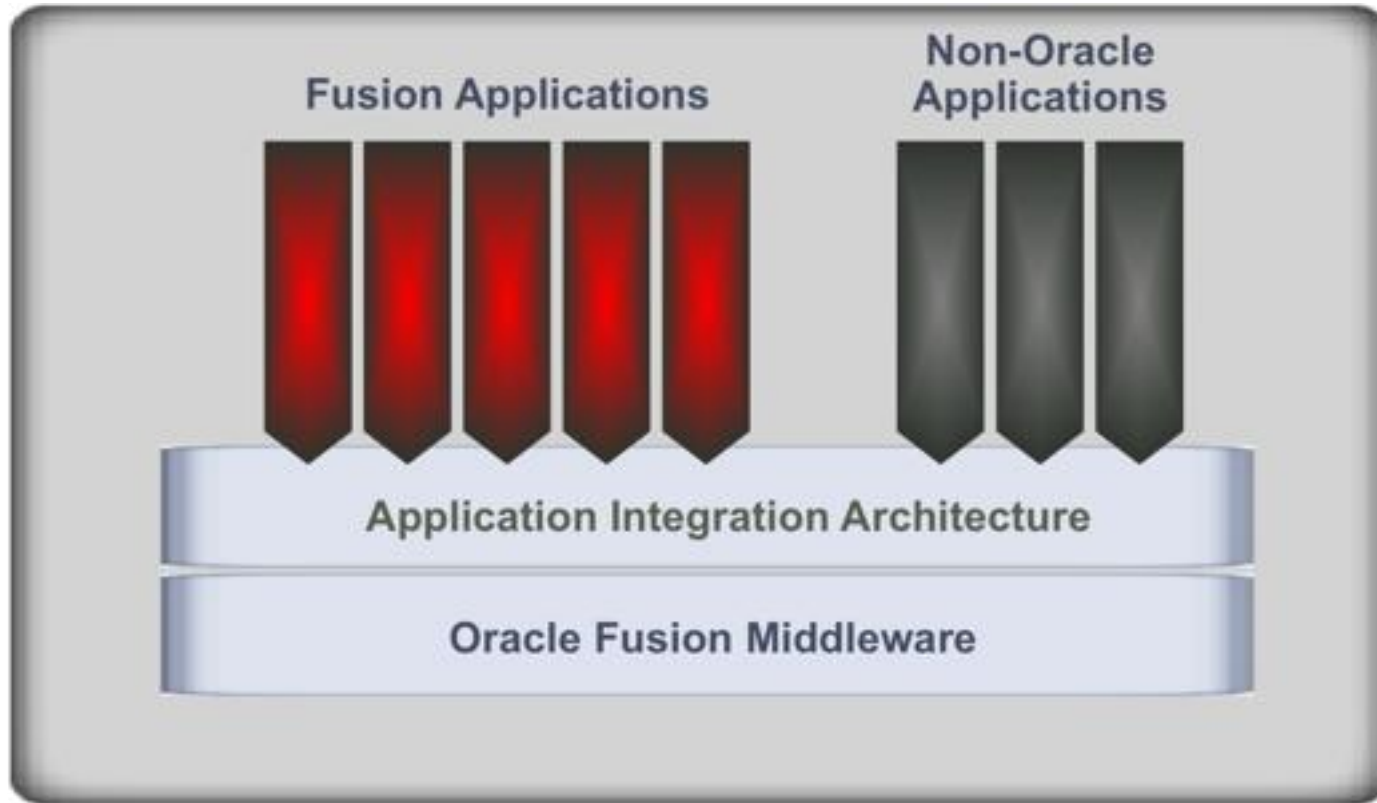 Fusion Applications
Non-Oracle
Applications
Application Integration Architecture
Oracle Fusion Middleware